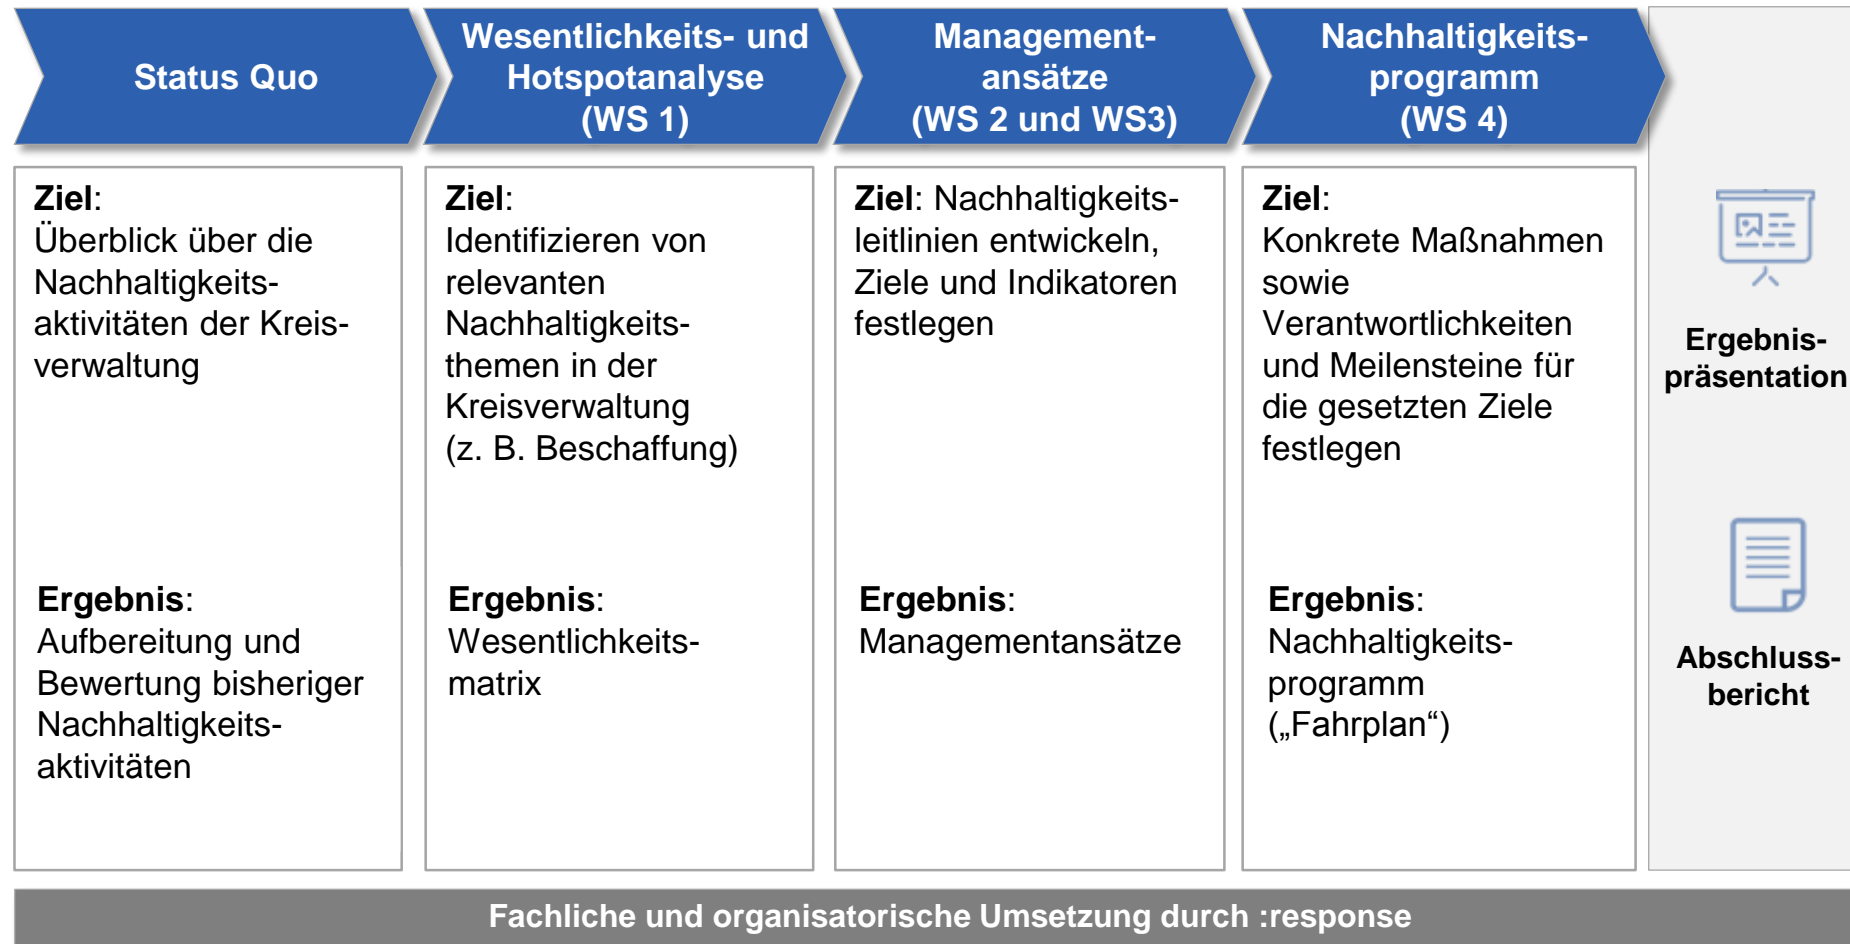 Status Quo
Wesentlichkeits- und
Hotspotanalyse
(WS 1)
Management-
ansätze
(WS 2 und WS3)
Nachhaltigkeits-
programm
(WS 4)
Ziel:
Überblick über die
Nachhaltigkeits-
aktivitäten der Kreis-
verwaltung
Ergebnis:
Aufbereitung und
Bewertung bisheriger
Nachhaltigkeits-
aktivitäten
Ziel:
Identifizieren von
relevanten
Nachhaltigkeits-
themen in der
Kreisverwaltung
(z. B. Beschaffung)
Ergebnis:
Wesentlichkeits-
matrix
Ziel: Nachhaltigkeits-
leitlinien entwickeln,
Ziele und Indikatoren
festlegen
Ergebnis:
Managementansätze
Ziel:
Konkrete Maßnahmen
sowie
Verantwortlichkeiten
und Meilensteine für
die gesetzten Ziele
festlegen
Ergebnis:
Nachhaltigkeits-
programm
(„Fahrplan“)
Ergebnis-
präsentation
Abschluss-
bericht
Fachliche und organisatorische Umsetzung durch :response